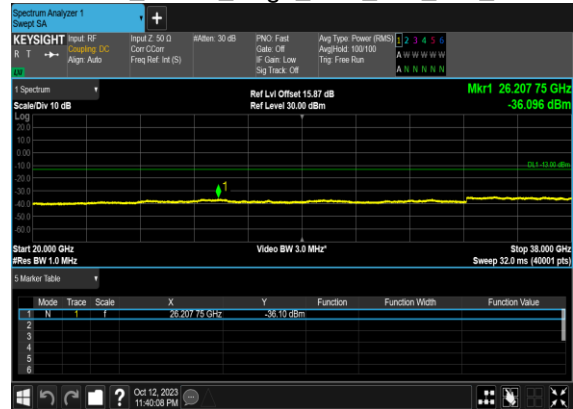 Spectrum Analyzer 1
Swept SA
+
KEYSIGHT Input: RF Input Z: 50 Ω #Atten: 30 dB PNO: Fast Avg Type: Power (RMS) 1 2 3 4 5 6
R T Coupling: DC Corr CCorr Gate: Off Avg|Hold: 100/100 A W W W W W
Align: Auto Freq Ref: Int (S) IF Gain: Low Trig: Free Run
LXI Sig Track: Off A N N N N N
1 Spectrum Ref Lvl Offset 15.87 dB Mkr1 26.207 75 GHz
Scale/Div 10 dB Ref Level 30.00 dBm -36.096 dBm
Log
20.0
10.0
0.00
-10.0 DL1 -13.00 dBm
-20.0
-30.0 1
-40.0
-50.0
-60.0
Start 20.000 GHz Video BW 3.0 MHz* Stop 38.000 GHz
#Res BW 1.0 MHz Sweep 32.0 ms (40001 pts)
5 Marker Table
Mode Trace Scale X Y Function Function Width Function Value
1 N 1 f 26.207 75 GHz -36.10 dBm
2
3
4
5
6
? Oct 12, 2023
11:40:08 PM